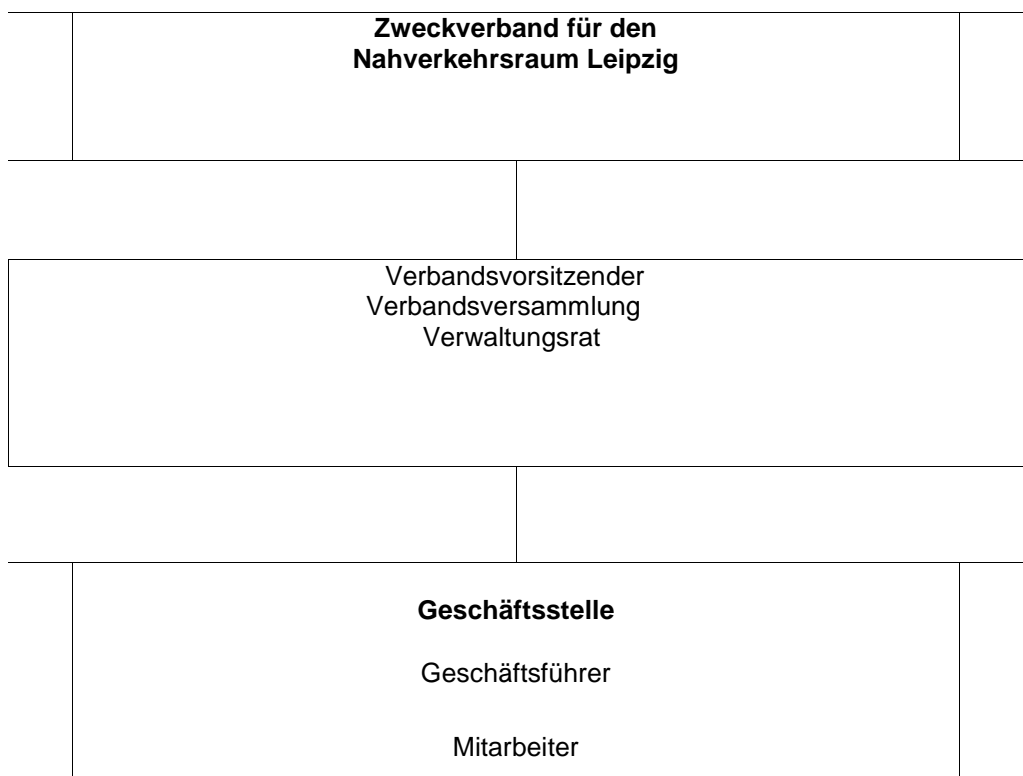 Zweckverband für den
Nahverkehrsraum Leipzig
Verbandsvorsitzender
Verbandsversammlung
Verwaltungsrat
Geschäftsstelle
Geschäftsführer
Mitarbeiter